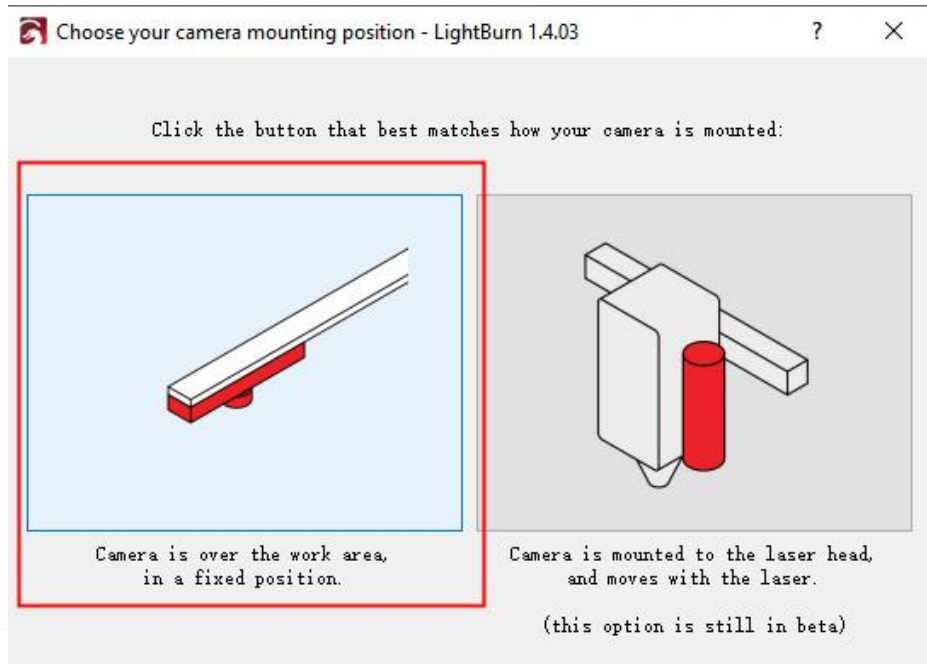 Choose your camera mounting position - LightBurn 1.4.03
?
Click the button that best matches how your camera is mounted:
Camera is over the work area,
in a fixed position.
Camera is mounted to the laser head,
and moves with the laser.
(this option is still in beta)